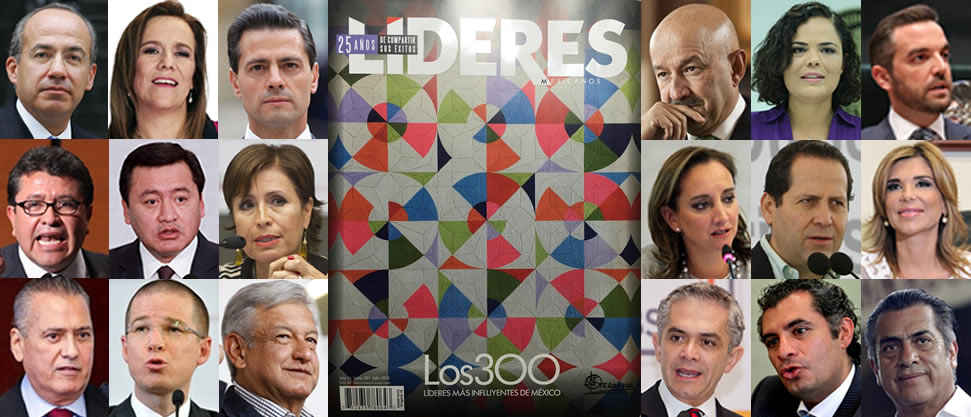 25 AÑOS DE COMPARTIR
SUS ÉXITOS
LÍDERES
MEXICANOS
Los300
LÍDERES MÁS INFLUYENTES DE MÉXICO